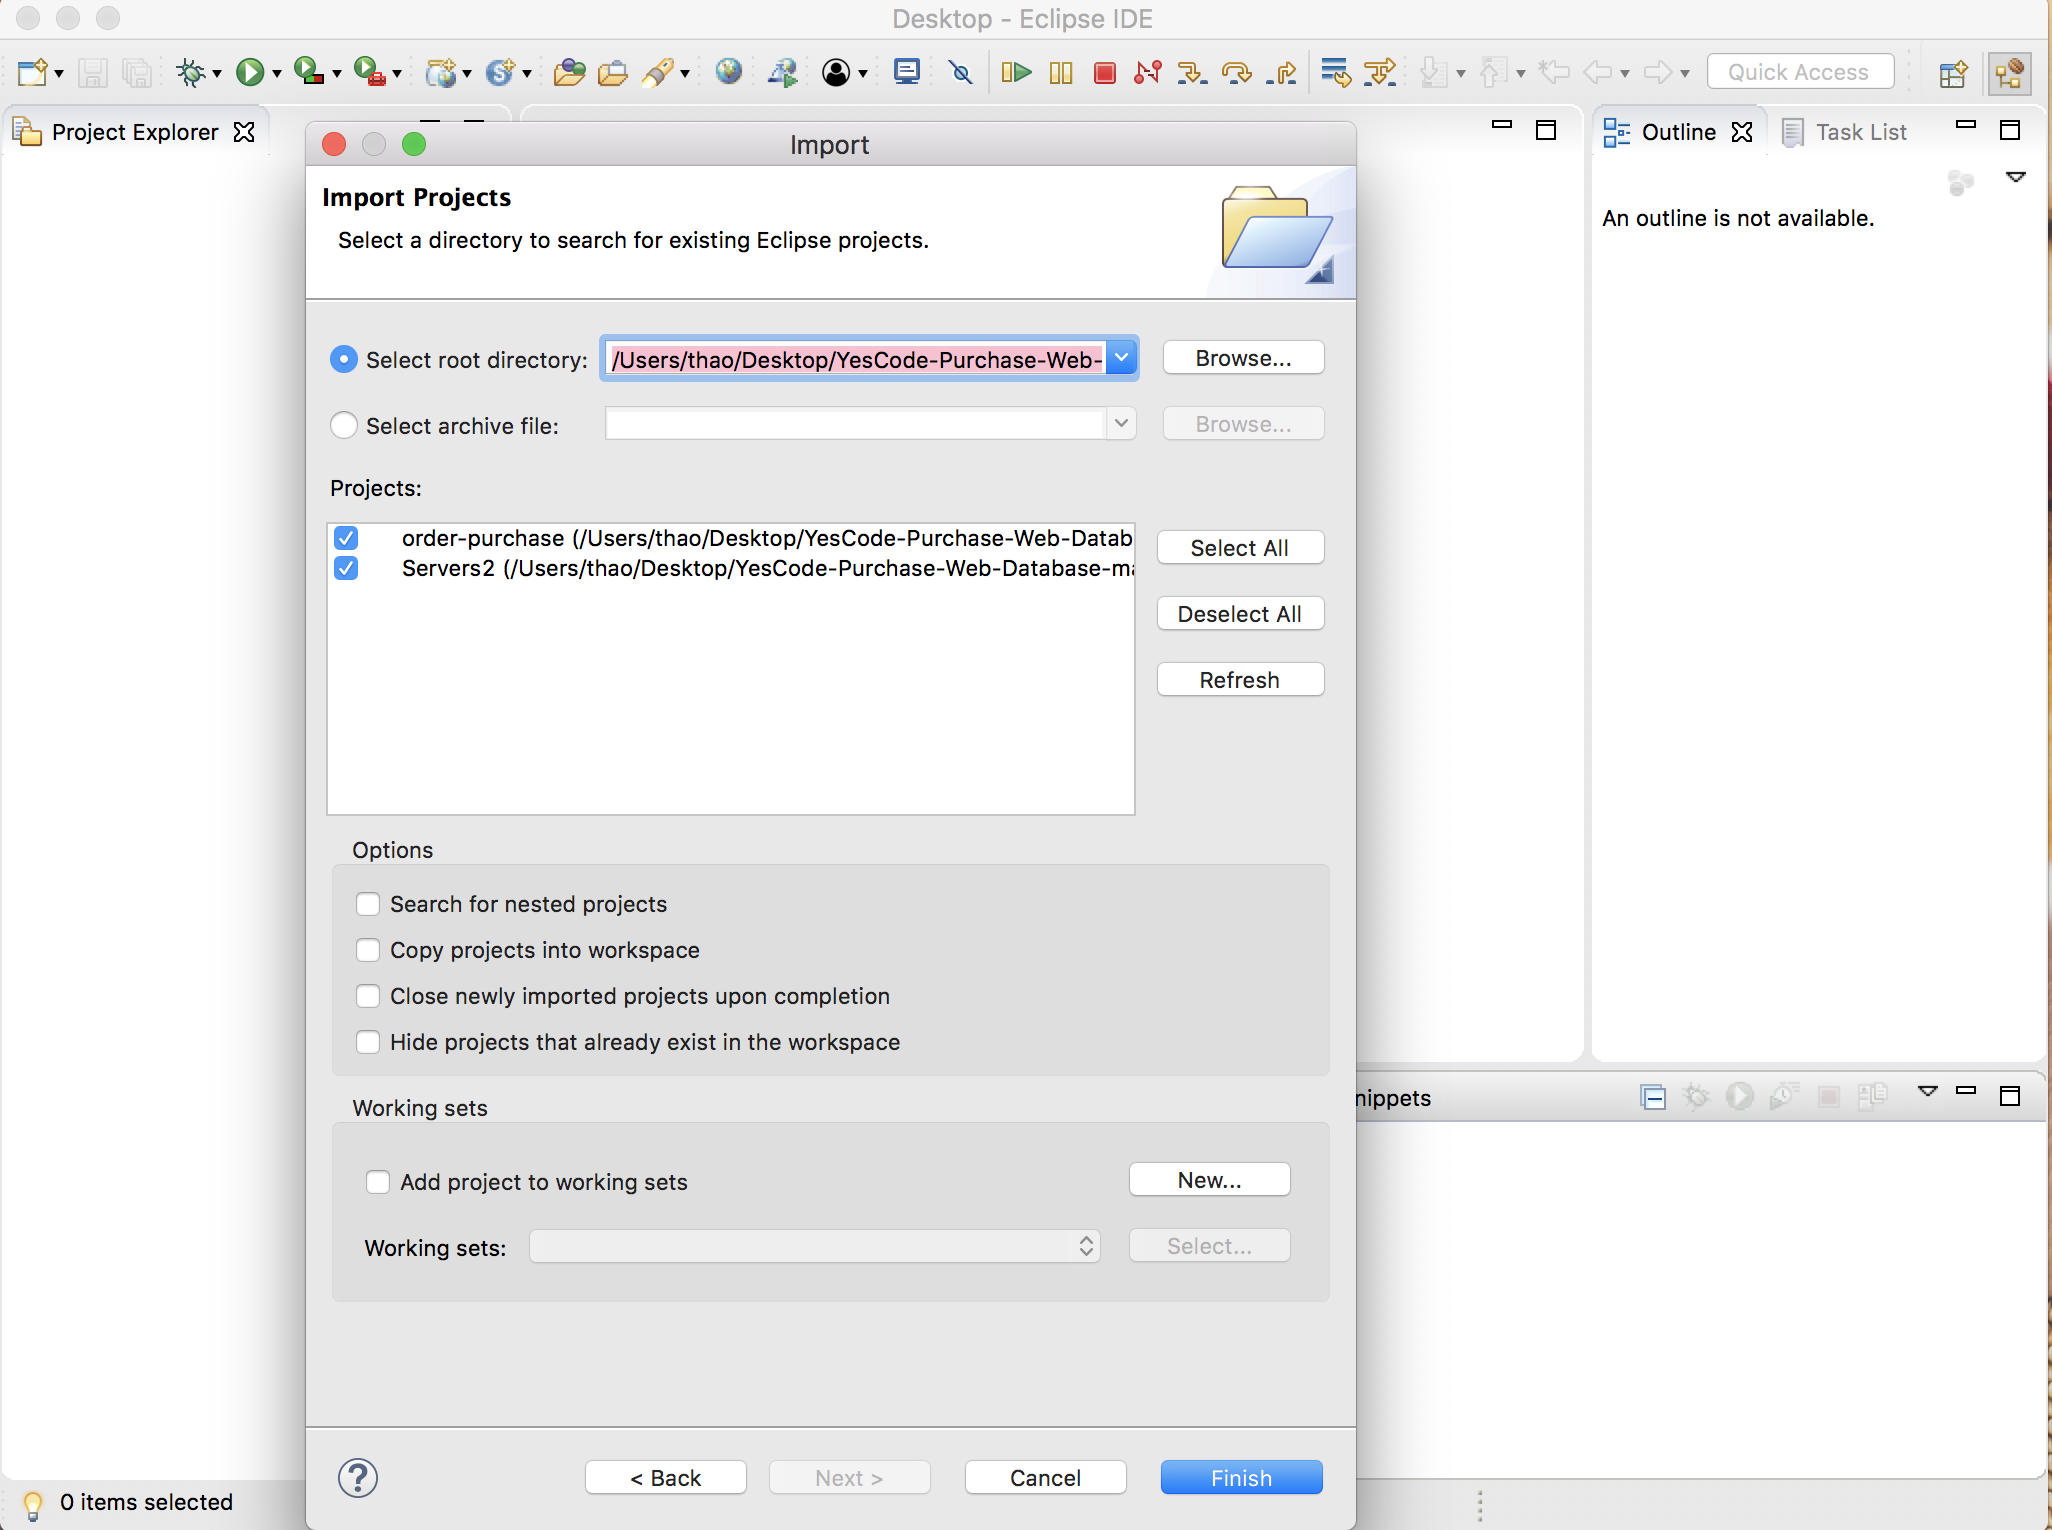 Desktop - Eclipse IDE
Quick Access
Project Explorer
Outline
Task List
An outline is not available.
Import
Import Projects
Select a directory to search for existing Eclipse projects.
Select root directory:
/Users/thao/Desktop/YesCode-Purchase-Web-
Browse...
Select archive file:
Browse...
Projects:
order-purchase (/Users/thao/Desktop/YesCode-Purchase-Web-Datab
Servers2 (/Users/thao/Desktop/YesCode-Purchase-Web-Database-ma
Select All
Deselect All
Refresh
Options
Search for nested projects
Copy projects into workspace
Close newly imported projects upon completion
Hide projects that already exist in the workspace
nippets
Working sets
Add project to working sets
New...
Working sets:
Select...
?
< Back
Next >
Cancel
Finish
0 items selected